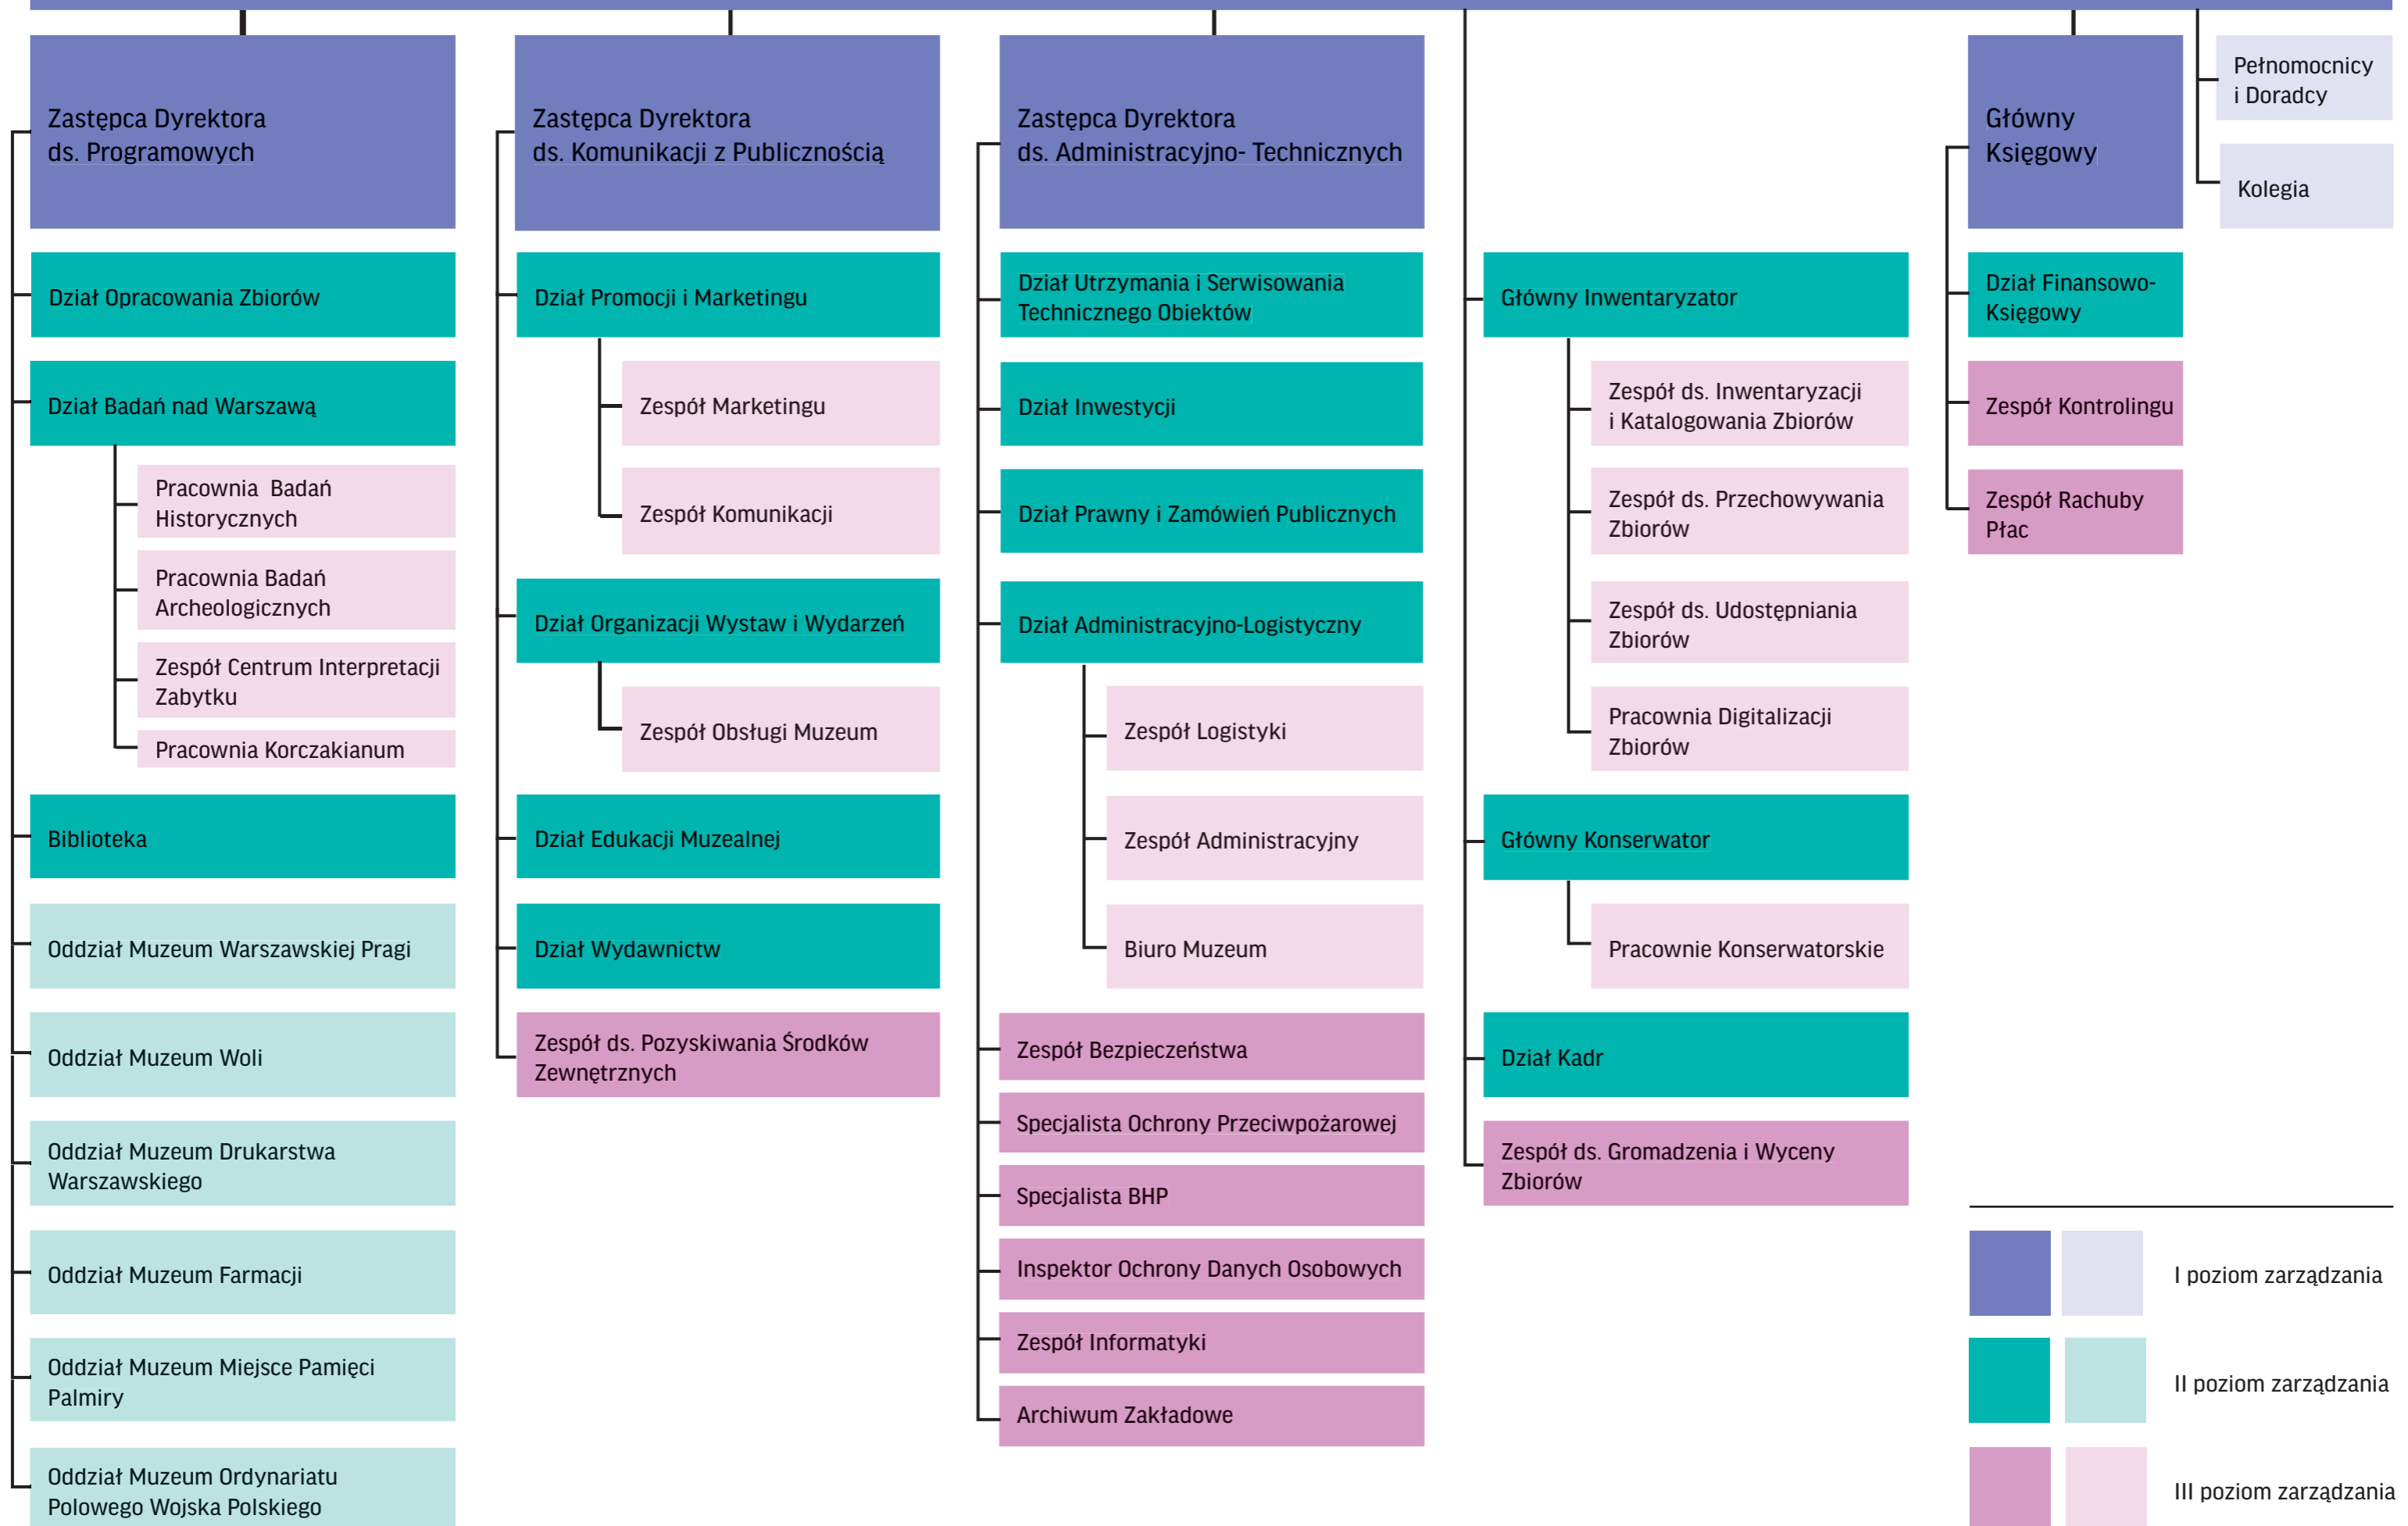 Zastępca Dyrektora
ds. Programowych
Dział Opracowania Zbiorów
Dział Badań nad Warszawą
Pracownia Badań
Historycznych
Pracownia Badań
Archeologicznych
Zespół Centrum Interpretacji
Zabytku
Pracownia Korczakianum
Biblioteka
Oddział Muzeum Warszawskiej Pragi
Oddział Muzeum Woli
Oddział Muzeum Drukarstwa
Warszawskiego
Oddział Muzeum Farmacji
Oddział Muzeum Miejsce Pamięci
Palmiry
Oddział Muzeum Ordynariatu
Polowego Wojska Polskiego
Zastępca Dyrektora
ds. Komunikacji z Publicznością
Dział Promocji i Marketingu
Zespół Marketingu
Zespół Komunikacji
Dział Organizacji Wystaw i Wydarzeń
Zespół Obsługi Muzeum
Dział Edukacji Muzealnej
Dział Wydawnictw
Zespół ds. Pozyskiwania Środków
Zewnętrznych
Zastępca Dyrektora
ds. Administracyjno- Technicznych
Dział Utrzymania i Serwisowania
Technicznego Obiektów
Dział Inwestycji
Dział Prawny i Zamówień Publicznych
Dział Administracyjno-Logistyczny
Zespół Logistyki
Zespół Administracyjny
Biuro Muzeum
Zespół Bezpieczeństwa
Specjalista Ochrony Przeciwpożarowej
Specjalista BHP
Inspektor Ochrony Danych Osobowych
Zespół Informatyki
Archiwum Zakładowe
Główny Inwentaryzator
Zespół ds. Inwentaryzacji
i Katalogowania Zbiorów
Zespół ds. Przechowywania
Zbiorów
Zespół ds. Udostępniania
Zbiorów
Pracownia Digitalizacji
Zbiorów
Główny Konserwator
Pracownie Konserwatorskie
Dział Kadr
Zespół ds. Gromadzenia i Wyceny
Zbiorów
Główny
Księgowy
Dział Finansowo-
Księgowy
Zespół Kontrolingu
Zespół Rachuby
Płac
Pełnomocnicy
i Doradcy
Kolegia
I poziom zarządzania
II poziom zarządzania
III poziom zarządzania